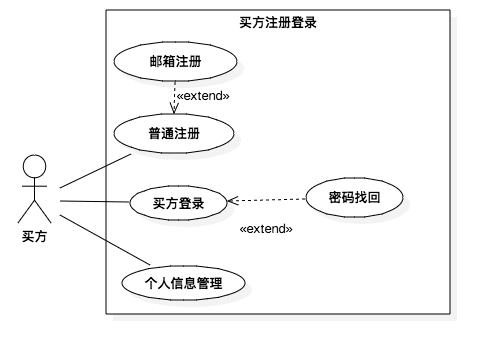 买方注册登录
邮箱注册
«extend»
普通注册
买方登录
密码找回
买方
«extend»
个人信息管理